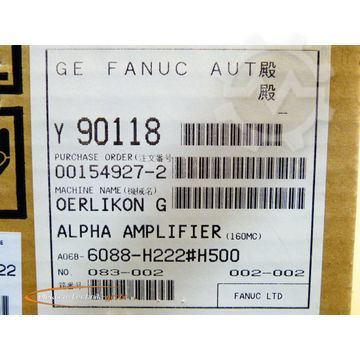 GE FANUC AUT殿
殿
Y 90118
PURCHASE ORDER(注文番号
00154927-2
MACHINE NAME(機械名)
OERLIKON G
ALPHA AMPLIFIER (160MC)
A06B-6088-H222#H500
NO. 083-002 002-002
FANUC LTD
22